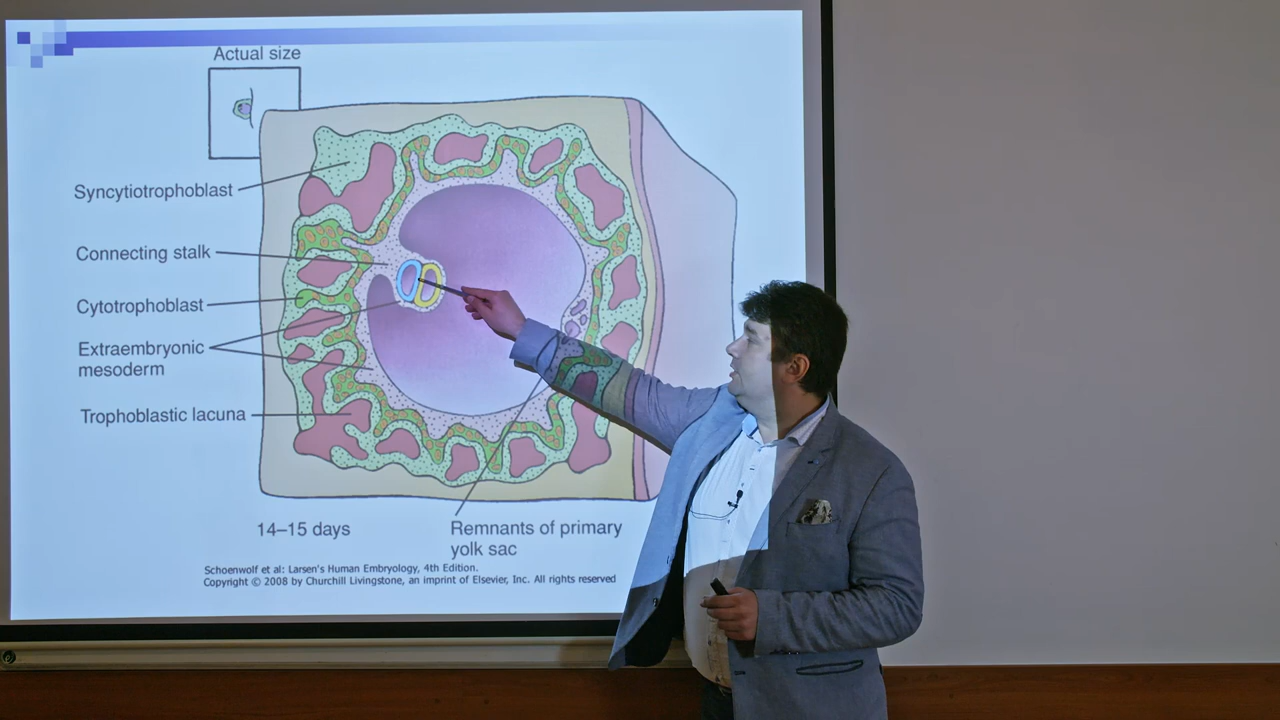 Actual size
Syncytiotrophoblast
Connecting stalk
Cytotrophoblast
Extraembryonic
mesoderm
Trophoblastic lacuna
14–15 days
Remnants of primary
yolk sac
Schoenwolf et al: Larsen's Human Embryology, 4th Edition.
Copyright © 2008 by Churchill Livingstone, an imprint of Elsevier, Inc. All rights reserved